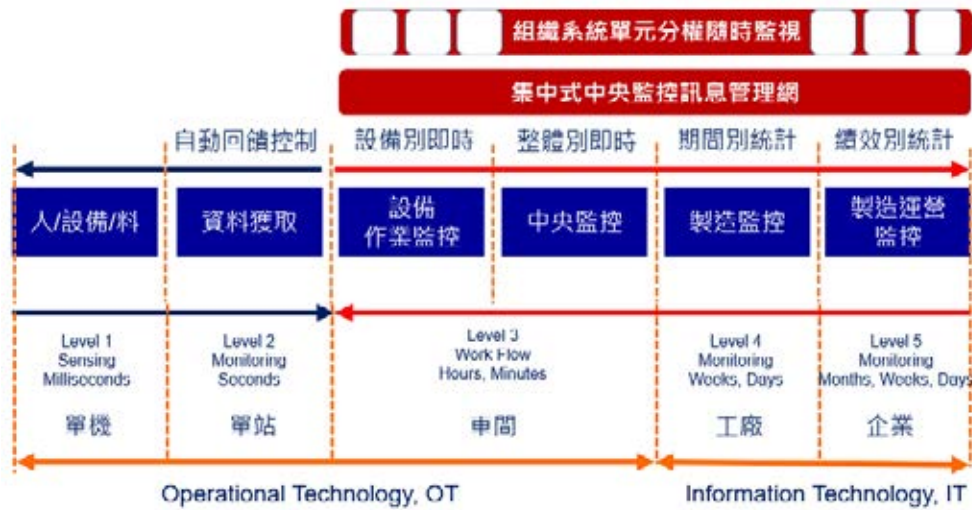 組織系統單元分權隨時監視
集中式中央監控訊息管理網
自動回饋控制
設備別即時
整體別即時
期間別統計
績效別統計
人/設備/料
資料獲取
設備
作業監控
中央監控
製造監控
製造運營
監控
Level 1
Sensing
Milliseconds
Level 2
Monitoring
Seconds
Level 3
Work Flow
Hours, Minutes
Level 4
Monitoring
Weeks, Days
Level 5
Monitoring
Months, Weeks, Days
單機
單站
車間
工廠
企業
Operational Technology, OT
Information Technology, IT